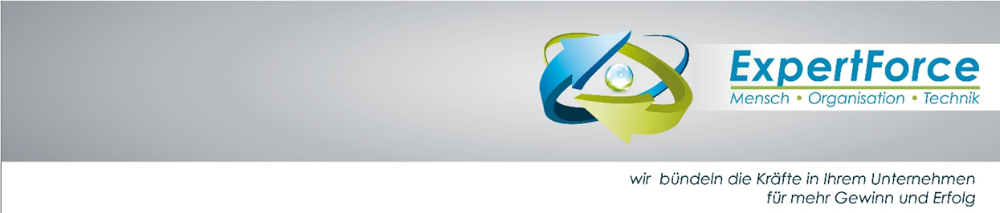 ExpertForce
Mensch • Organisation • Technik
wir bündeln die Kräfte in Ihrem Unternehmen
für mehr Gewinn und Erfolg